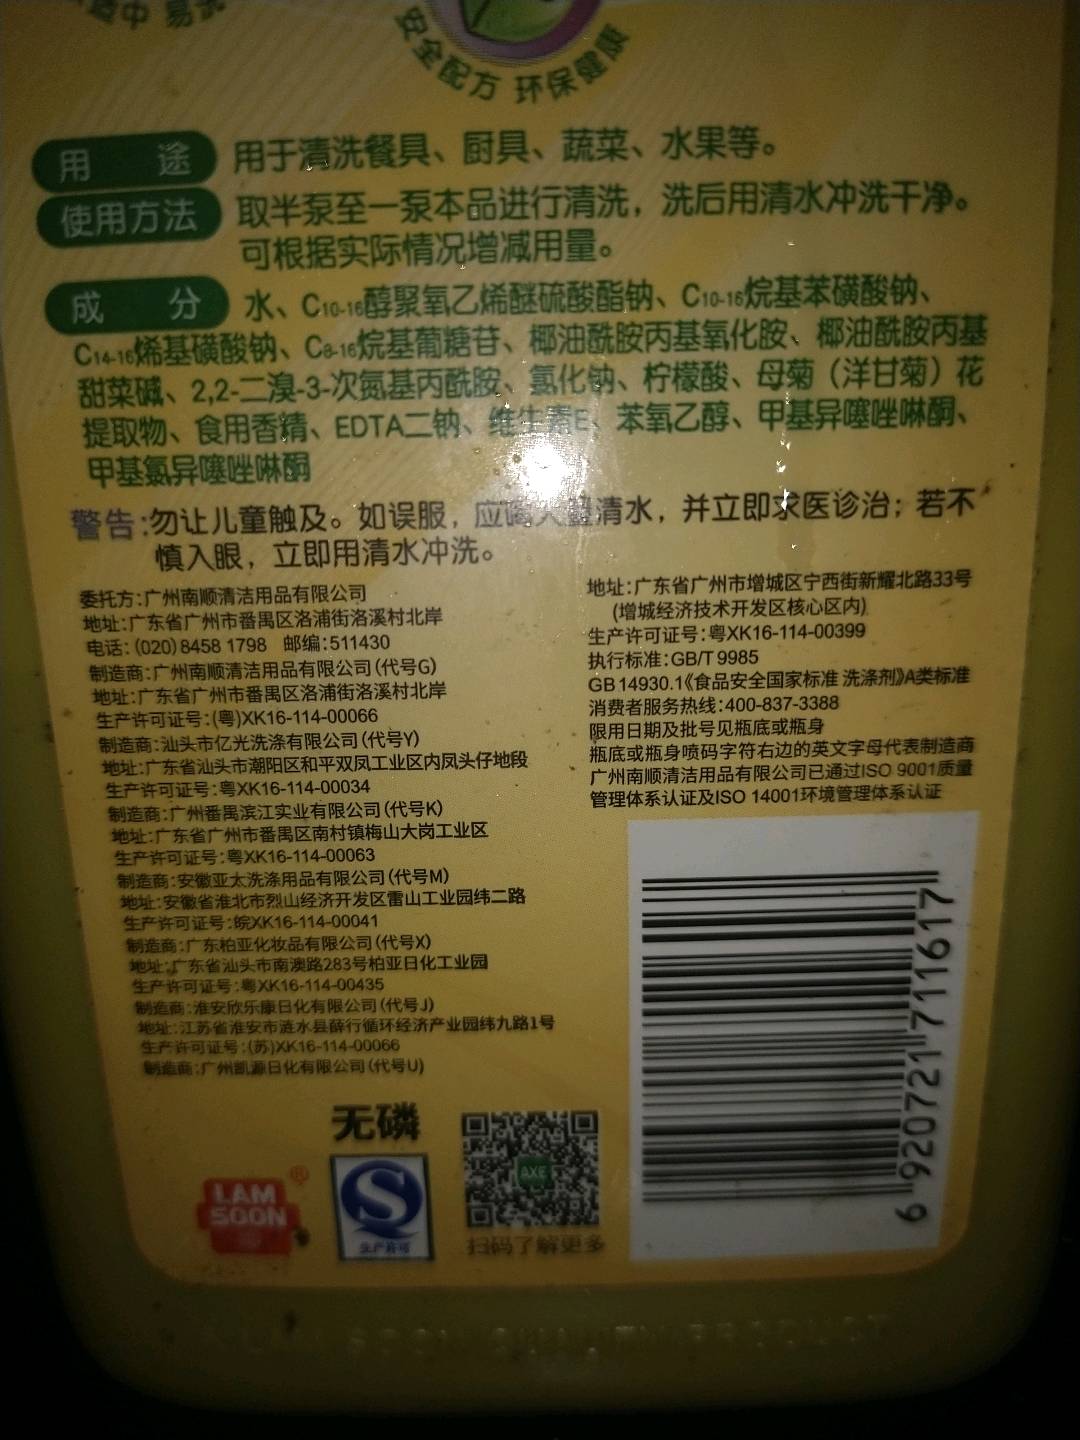 安全配方 环保健康
用途 用于清洗餐具、厨具、蔬菜、水果等。
使用方法 取半泵至一泵本品进行清洗，洗后用清水冲洗干净。
可根据实际情况增减用量。
成分 水、C10-16醇聚氧乙烯醚硫酸酯钠、C10-16烷基苯磺酸钠、
C14-16烯基磺酸钠、C8-16烷基葡糖苷、椰油酰胺丙基氧化胺、椰油酰胺丙基
甜菜碱、2,2-二溴-3-次氮基丙酰胺、氯化钠、柠檬酸、母菊（洋甘菊）花
提取物、食用香精、EDTA二钠、维生素E、苯氧乙醇、甲基异噻唑啉酮、
甲基氯异噻唑啉酮
警告:勿让儿童触及。如误服，应喝大量清水，并立即求医诊治；若不
慎入眼，立即用清水冲洗。
委托方:广州南顺清洁用品有限公司
地址:广东省广州市番禺区洛浦街洛溪村北岸
电话:(020)8458 1798 邮编:511430
制造商:广州南顺清洁用品有限公司(代号G)
地址:广东省广州市番禺区洛浦街洛溪村北岸
生产许可证号:(粤)XK16-114-00066
制造商:汕头市亿光洗涤有限公司(代号Y)
地址:广东省汕头市潮阳区和平双凤工业区内凤头仔地段
生产许可证号:粤XK16-114-00034
制造商:广州番禺滨江实业有限公司(代号K)
地址:广东省广州市番禺区南村镇梅山大岗工业区
生产许可证号:粤XK16-114-00063
制造商:安徽亚太洗涤用品有限公司(代号M)
地址:安徽省淮北市烈山经济开发区雷山工业园纬二路
生产许可证号:皖XK16-114-00041
制造商:广东柏亚化妆品有限公司(代号X)
地址:广东省汕头市南澳路283号柏亚日化工业园
生产许可证号:粤XK16-114-00435
制造商:淮安欣乐康日化有限公司(代号J)
地址:江苏省淮安市涟水县薛行循环经济产业园纬九路1号
生产许可证号:(苏)XK16-114-00066
制造商:广州凯源日化有限公司(代号U)
地址:广东省广州市增城区宁西街新耀北路33号
(增城经济技术开发区核心区内)
生产许可证号:粤XK16-114-00399
执行标准:GB/T 9985
GB 14930.1《食品安全国家标准 洗涤剂》A类标准
消费者服务热线:400-837-3388
限用日期及批号见瓶底或瓶身
瓶底或瓶身喷码字符右边的英文字母代表制造商
广州南顺清洁用品有限公司已通过ISO 9001质量
管理体系认证及ISO 14001环境管理体系认证
无磷
LAM
SOON
®
生产许可
AXE
扫码了解更多
6 920721 711617